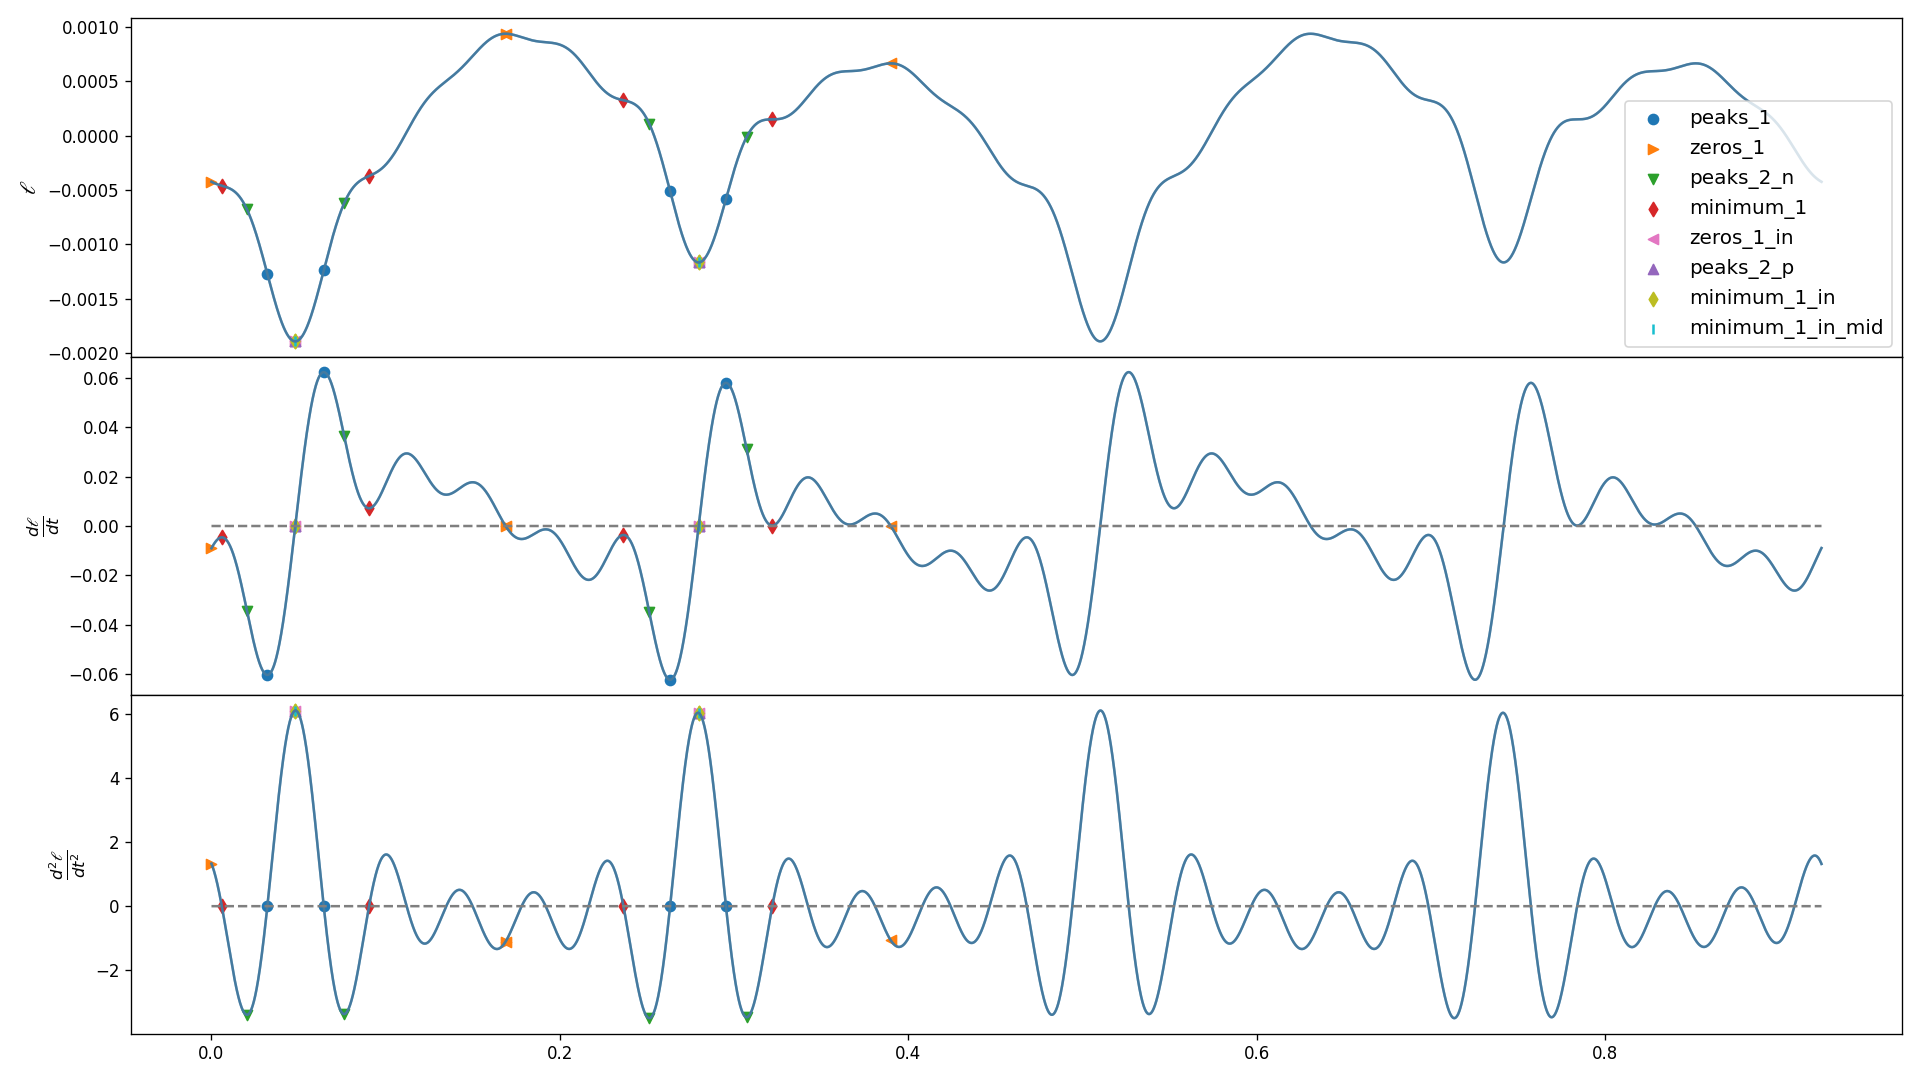 0.0010
0.0005
0.0000
−0.0005
−0.0010
−0.0015
−0.0020
ℓ
peaks_1
zeros_1
peaks_2_n
minimum_1
zeros_1_in
peaks_2_p
minimum_1_in
minimum_1_in_mid
0.06
0.04
0.02
0.00
−0.02
−0.04
−0.06
dℓ
dt
6
4
2
0
−2
d²ℓ
dt²
0.0 0.2 0.4 0.6 0.8